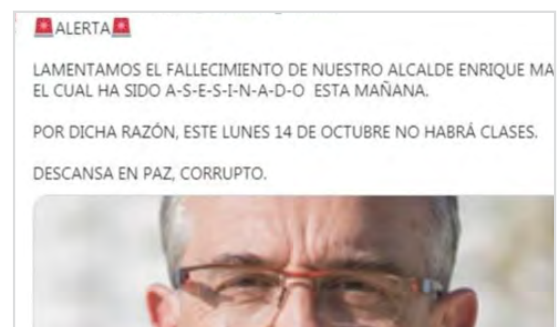 🚨ALERTA🚨
LAMENTAMOS EL FALLECIMIENTO DE NUESTRO ALCALDE ENRIQUE MA
EL CUAL HA SIDO A-S-E-S-I-N-A-D-O ESTA MAÑANA.
POR DICHA RAZÓN, ESTE LUNES 14 DE OCTUBRE NO HABRÁ CLASES.
DESCANSA EN PAZ, CORRUPTO.